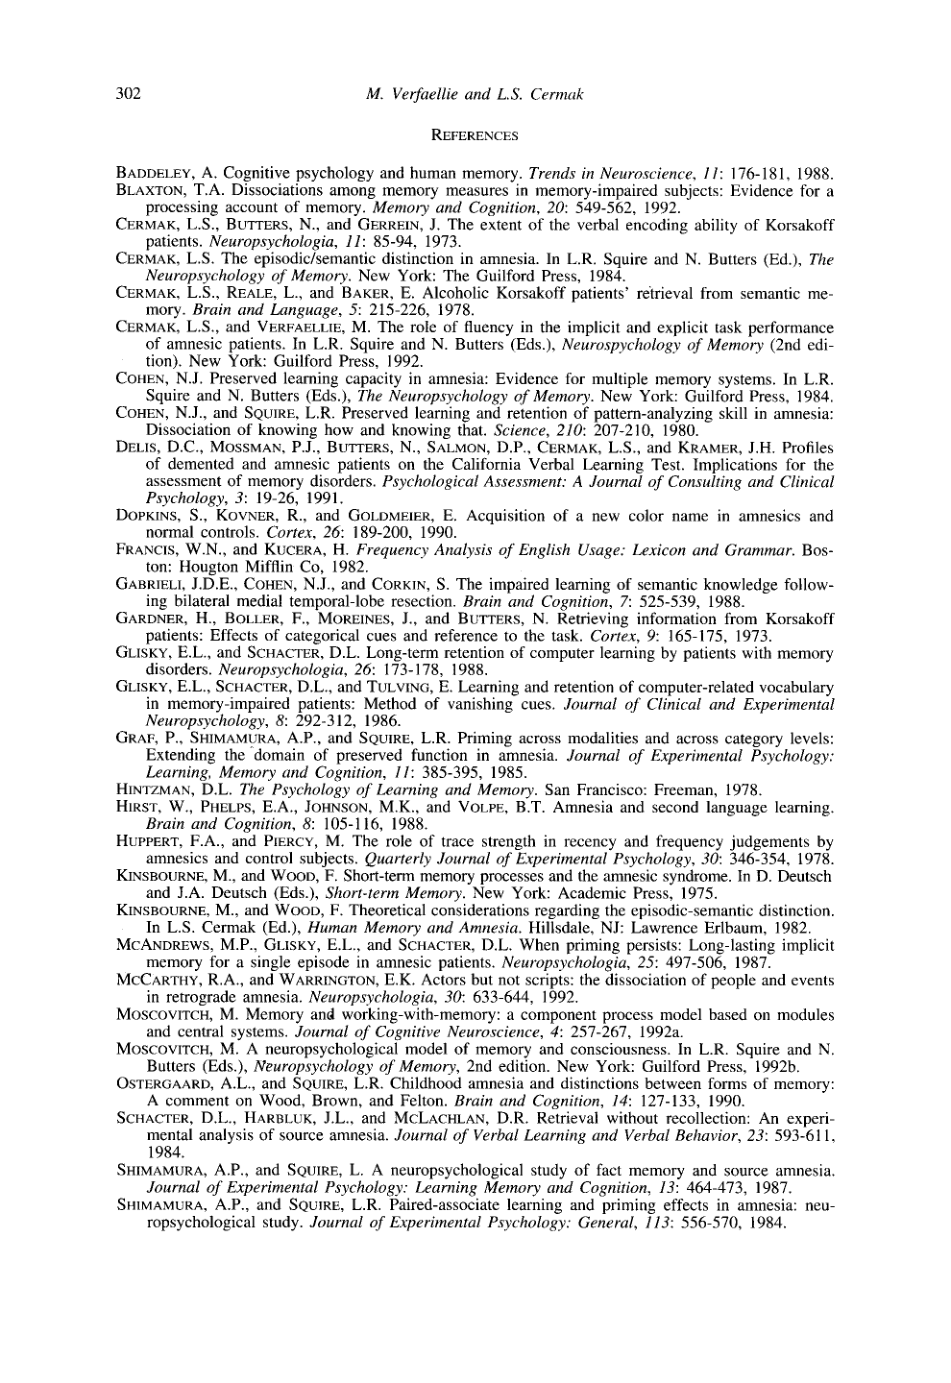 302
M. Verfaellie and L.S. Cermak
REFERENCES
BADDELEY, A. Cognitive psychology and human memory. Trends in Neuroscience, 11: 176-181, 1988.
BLAXTON, T.A. Dissociations among memory measures in memory-impaired subjects: Evidence for a
processing account of memory. Memory and Cognition, 20: 549-562, 1992.
CERMAK, L.S., BUTTERS, N., and GERREIN, J. The extent of the verbal encoding ability of Korsakoff
patients. Neuropsychologia, 11: 85-94, 1973.
CERMAK, L.S. The episodic/semantic distinction in amnesia. In L.R. Squire and N. Butters (Ed.), The
Neuropsychology of Memory. New York: The Guilford Press, 1984.
CERMAK, L.S., REALE, L., and BAKER, E. Alcoholic Korsakoff patients' retrieval from semantic me-
mory. Brain and Language, 5: 215-226, 1978.
CERMAK, L.S., and VERFAELLIE, M. The role of fluency in the implicit and explicit task performance
of amnesic patients. In L.R. Squire and N. Butters (Eds.), Neurospychology of Memory (2nd edi-
tion). New York: Guilford Press, 1992.
COHEN, N.J. Preserved learning capacity in amnesia: Evidence for multiple memory systems. In L.R.
Squire and N. Butters (Eds.), The Neuropsychology of Memory. New York: Guilford Press, 1984.
COHEN, N.J., and SQUIRE, L.R. Preserved learning and retention of pattern-analyzing skill in amnesia:
Dissociation of knowing how and knowing that. Science, 210: 207-210, 1980.
DELIS, D.C., MOSSMAN, P.J., BUTTERS, N., SALMON, D.P., CERMAK, L.S., and KRAMER, J.H. Profiles
of demented and amnesic patients on the California Verbal Learning Test. Implications for the
assessment of memory disorders. Psychological Assessment: A Journal of Consulting and Clinical
Psychology, 3: 19-26, 1991.
DOPKINS, S., KOVNER, R., and GOLDMEIER, E. Acquisition of a new color name in amnesics and
normal controls. Cortex, 26: 189-200, 1990.
FRANCIS, W.N., and KUCERA, H. Frequency Analysis of English Usage: Lexicon and Grammar. Bos-
ton: Hougton Mifflin Co, 1982.
GABRIELI, J.D.E., COHEN, N.J., and CORKIN, S. The impaired learning of semantic knowledge follow-
ing bilateral medial temporal-lobe resection. Brain and Cognition, 7: 525-539, 1988.
GARDNER, H., BOLLER, F., MOREINES, J., and BUTTERS, N. Retrieving information from Korsakoff
patients: Effects of categorical cues and reference to the task. Cortex, 9: 165-175, 1973.
GLISKY, E.L., and SCHACTER, D.L. Long-term retention of computer learning by patients with memory
disorders. Neuropsychologia, 26: 173-178, 1988.
GLISKY, E.L., SCHACTER, D.L., and TULVING, E. Learning and retention of computer-related vocabulary
in memory-impaired patients: Method of vanishing cues. Journal of Clinical and Experimental
Neuropsychology, 8: 292-312, 1986.
GRAF, P., SHIMAMURA, A.P., and SQUIRE, L.R. Priming across modalities and across category levels:
Extending the domain of preserved function in amnesia. Journal of Experimental Psychology:
Learning, Memory and Cognition, 11: 385-395, 1985.
HINTZMAN, D.L. The Psychology of Learning and Memory. San Francisco: Freeman, 1978.
HIRST, W., PHELPS, E.A., JOHNSON, M.K., and VOLPE, B.T. Amnesia and second language learning.
Brain and Cognition, 8: 105-116, 1988.
HUPPERT, F.A., and PIERCY, M. The role of trace strength in recency and frequency judgements by
amnesics and control subjects. Quarterly Journal of Experimental Psychology, 30: 346-354, 1978.
KINSBOURNE, M., and WOOD, F. Short-term memory processes and the amnesic syndrome. In D. Deutsch
and J.A. Deutsch (Eds.), Short-term Memory. New York: Academic Press, 1975.
KINSBOURNE, M., and WOOD, F. Theoretical considerations regarding the episodic-semantic distinction.
In L.S. Cermak (Ed.), Human Memory and Amnesia. Hillsdale, NJ: Lawrence Erlbaum, 1982.
MCANDREWS, M.P., GLISKY, E.L., and SCHACTER, D.L. When priming persists: Long-lasting implicit
memory for a single episode in amnesic patients. Neuropsychologia, 25: 497-506, 1987.
MCCARTHY, R.A., and WARRINGTON, E.K. Actors but not scripts: the dissociation of people and events
in retrograde amnesia. Neuropsychologia, 30: 633-644, 1992.
MOSCOVITCH, M. Memory and working-with-memory: a component process model based on modules
and central systems. Journal of Cognitive Neuroscience, 4: 257-267, 1992a.
MOSCOVITCH, M. A neuropsychological model of memory and consciousness. In L.R. Squire and N.
Butters (Eds.), Neuropsychology of Memory, 2nd edition. New York: Guilford Press, 1992b.
OSTERGAARD, A.L., and SQUIRE, L.R. Childhood amnesia and distinctions between forms of memory:
A comment on Wood, Brown, and Felton. Brain and Cognition, 14: 127-133, 1990.
SCHACTER, D.L., HARBLUK, J.L., and MCLACHLAN, D.R. Retrieval without recollection: An experi-
mental analysis of source amnesia. Journal of Verbal Learning and Verbal Behavior, 23: 593-611,
1984.
SHIMAMURA, A.P., and SQUIRE, L. A neuropsychological study of fact memory and source amnesia.
Journal of Experimental Psychology: Learning Memory and Cognition, 13: 464-473, 1987.
SHIMAMURA, A.P., and SQUIRE, L.R. Paired-associate learning and priming effects in amnesia: neu-
ropsychological study. Journal of Experimental Psychology: General, 113: 556-570, 1984.